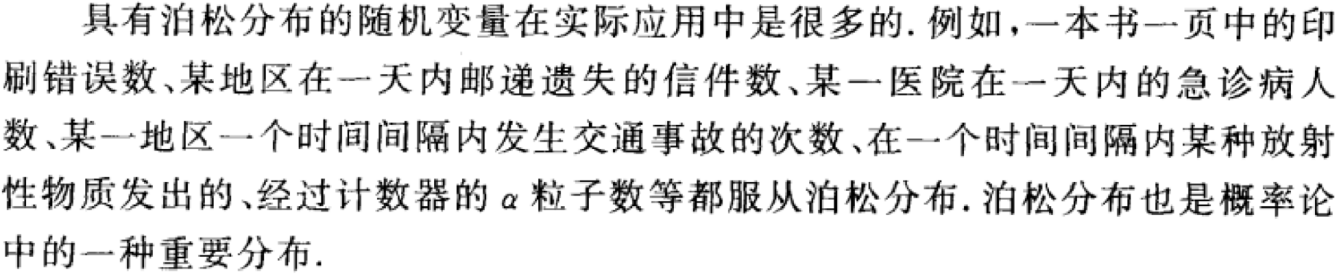 具有泊松分布的随机变量在实际应用中是很多的.例如,一本书一页中的印
刷错误数、某地区在一天内邮递遗失的信件数、某一医院在一天内的急诊病人
数、某一地区一个时间间隔内发生交通事故的次数、在一个时间间隔内某种放射
性物质发出的、经过计数器的 α 粒子数等都服从泊松分布.泊松分布也是概率论
中的一种重要分布.